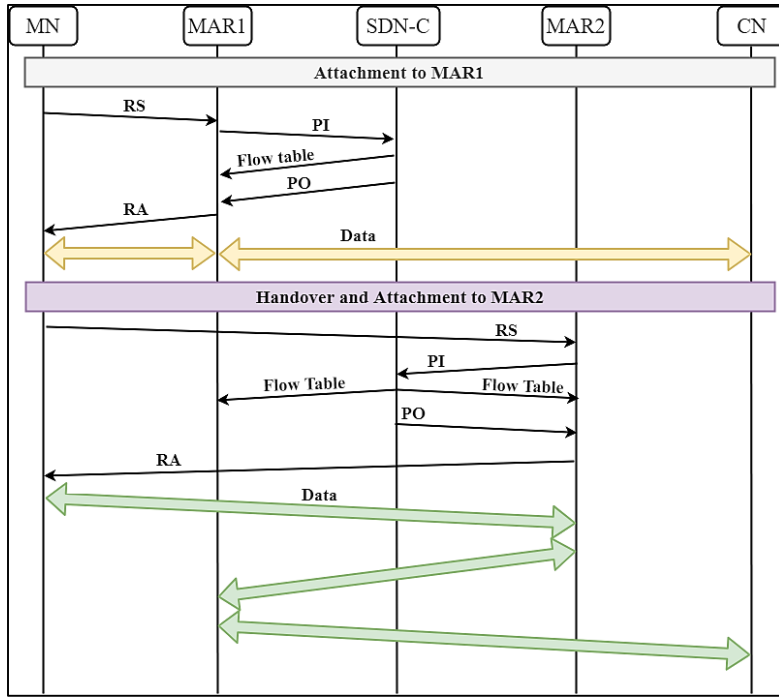 MN MAR1 SDN-C MAR2 CN
Attachment to MAR1
RS
PI
Flow table
PO
RA
Data
Handover and Attachment to MAR2
RS
PI
Flow Table Flow Table
PO
RA
Data